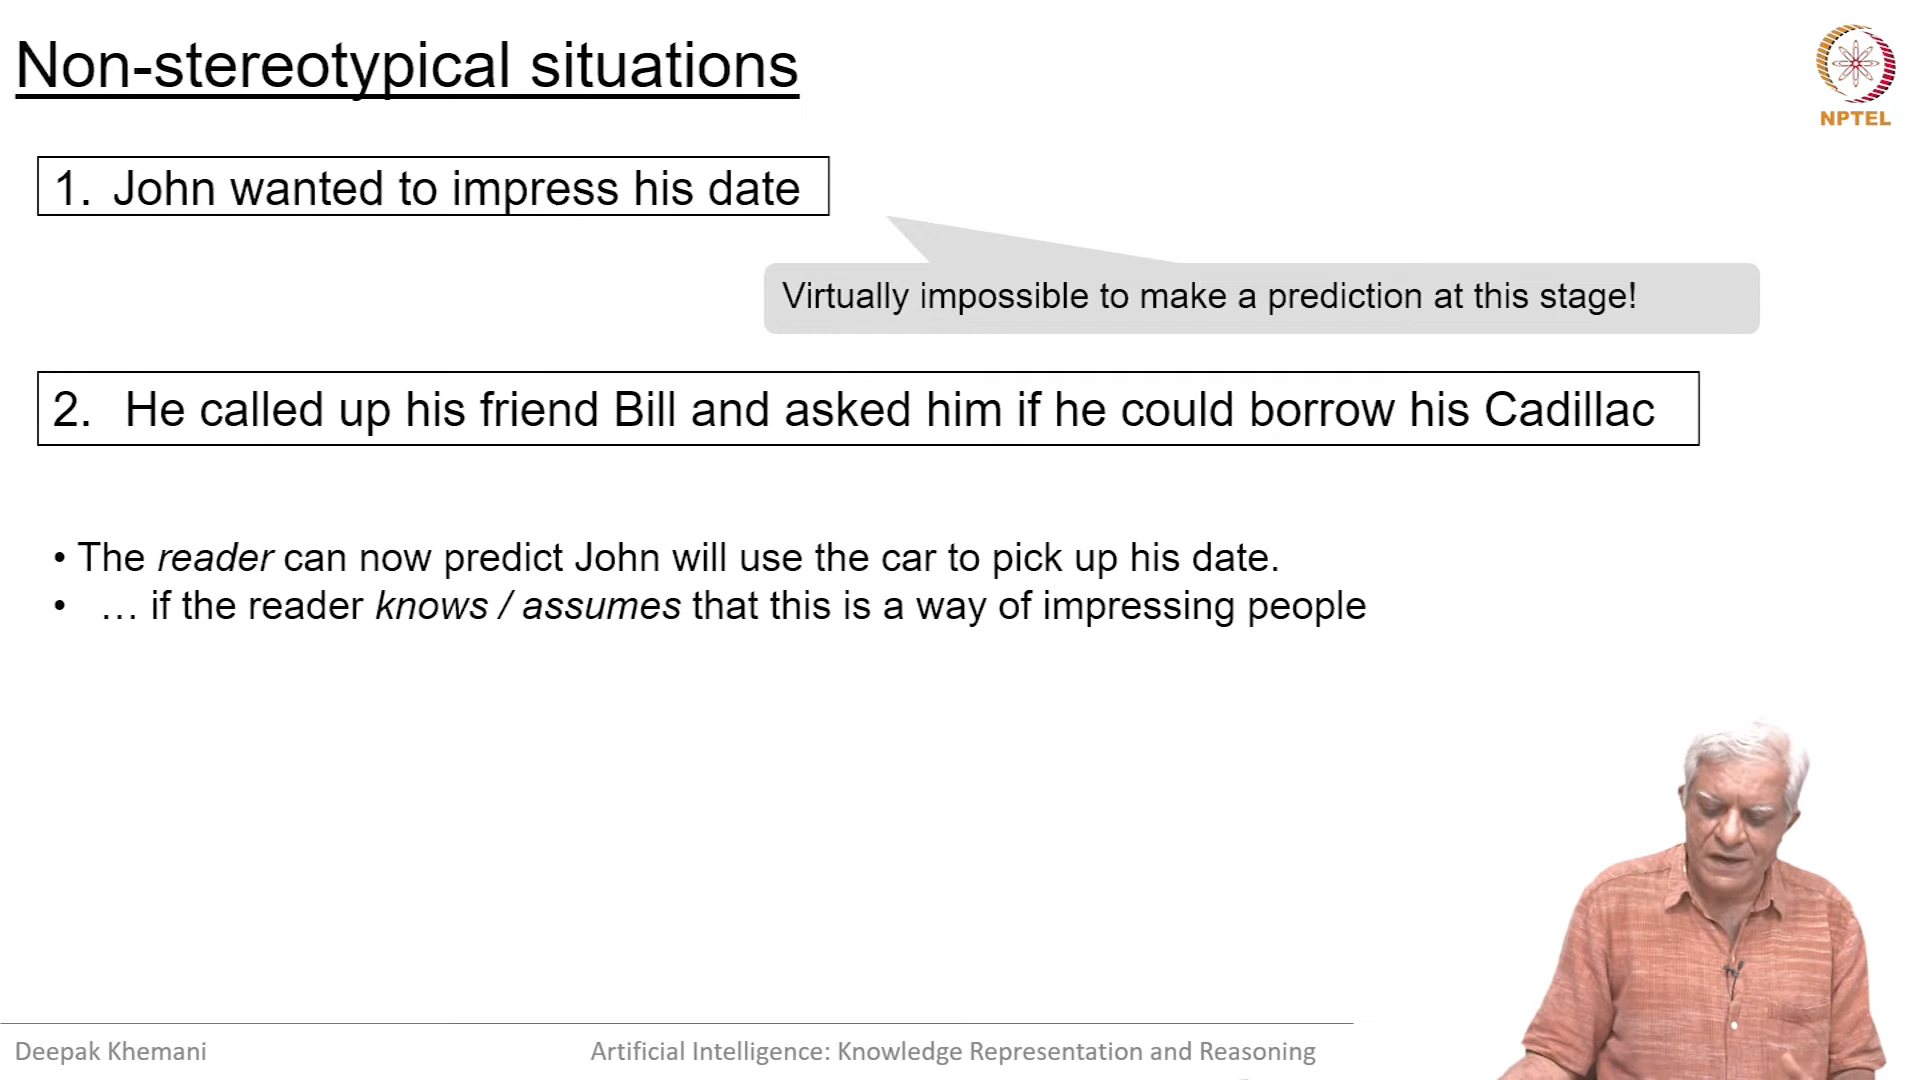 Non-stereotypical situations
NPTEL
1. John wanted to impress his date
Virtually impossible to make a prediction at this stage!
2. He called up his friend Bill and asked him if he could borrow his Cadillac
• The reader can now predict John will use the car to pick up his date.
• … if the reader knows / assumes that this is a way of impressing people
Deepak Khemani
Artificial Intelligence: Knowledge Representation and Reasoning